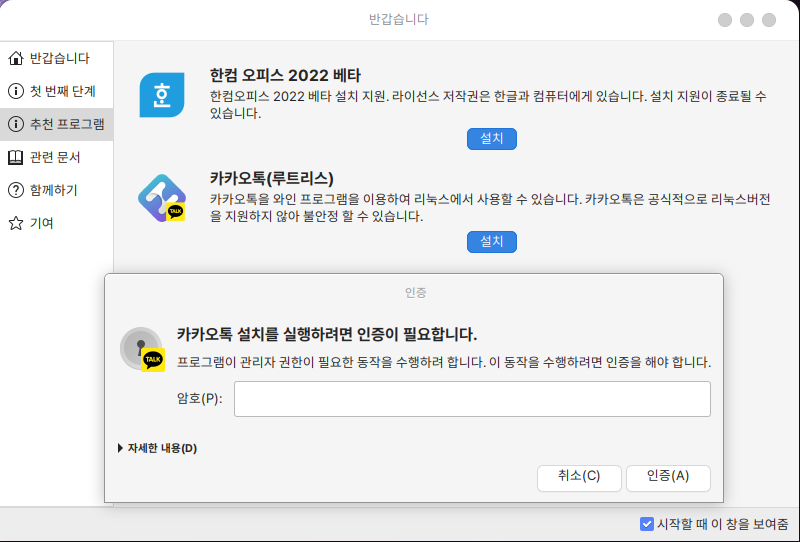 반갑습니다
반갑습니다
첫 번째 단계
추천 프로그램
관련 문서
함께하기
기여
한컴 오피스 2022 베타
한컴오피스 2022 베타 설치 지원. 라이선스 저작권은 한글과 컴퓨터에게 있습니다. 설치 지원이 종료될 수
있습니다.
설치
카카오톡(루트리스)
카카오톡을 와인 프로그램을 이용하여 리눅스에서 사용할 수 있습니다. 카카오톡은 공식적으로 리눅스버전
을 지원하지 않아 불안정 할 수 있습니다.
TALK
설치
인증
카카오톡 설치를 실행하려면 인증이 필요합니다.
TALK
프로그램이 관리자 권한이 필요한 동작을 수행하려 합니다. 이 동작을 수행하려면 인증을 해야 합니다.
암호(P):
자세한 내용(D)
취소(C)
인증(A)
시작할 때 이 창을 보여줌